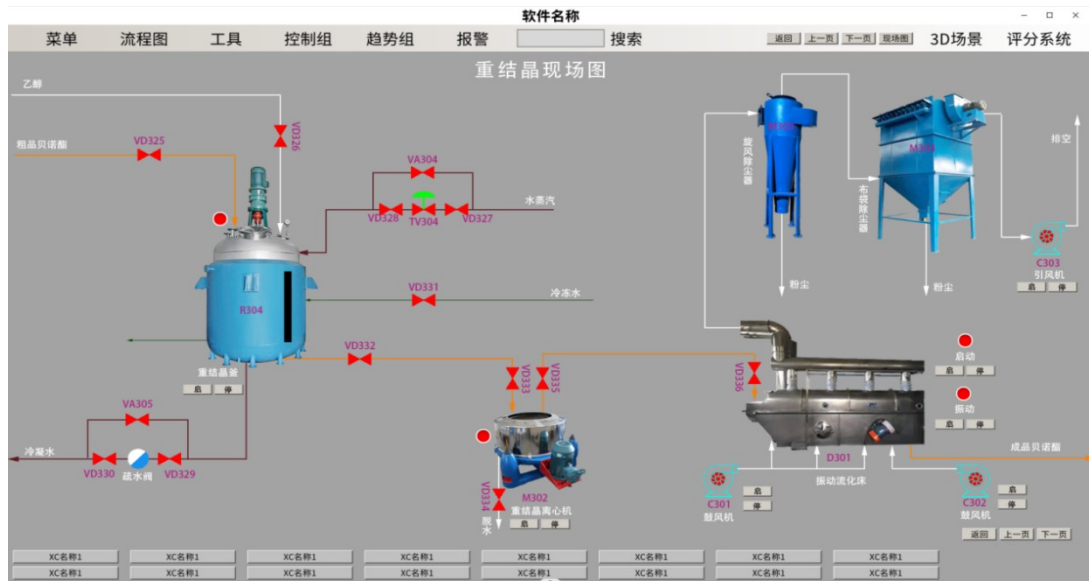 软件名称
菜单 流程图 工具 控制组 趋势组 报警 搜索 返回 上一页 下一页 现场图 3D场景 评分系统
重结晶现场图
乙醇
VD326
粗品贝诺酯
VD325
VA304
VD328
TV304
VD327
水蒸汽
R304
VD331
冷冻水
VD332
重结晶釜
启 停
VA305
冷凝水
VD330
疏水阀
VD329
VD333
VD335
VD334
脱水
M302
重结晶离心机
启 停
VD336
旋风除尘器
粉尘
布袋除尘器
M304
粉尘
排空
C303
引风机
启 停
启动
启 停
振动
启 停
D301
振动流化床
成品贝诺酯
C301
鼓风机
启
停
C302
鼓风机
启
停
返回 上一页 下一页
XC名称1 XC名称1 XC名称1 XC名称1 XC名称1 XC名称1 XC名称1 XC名称1
XC名称1 XC名称1 XC名称1 XC名称1 XC名称1 XC名称1 XC名称1 XC名称1